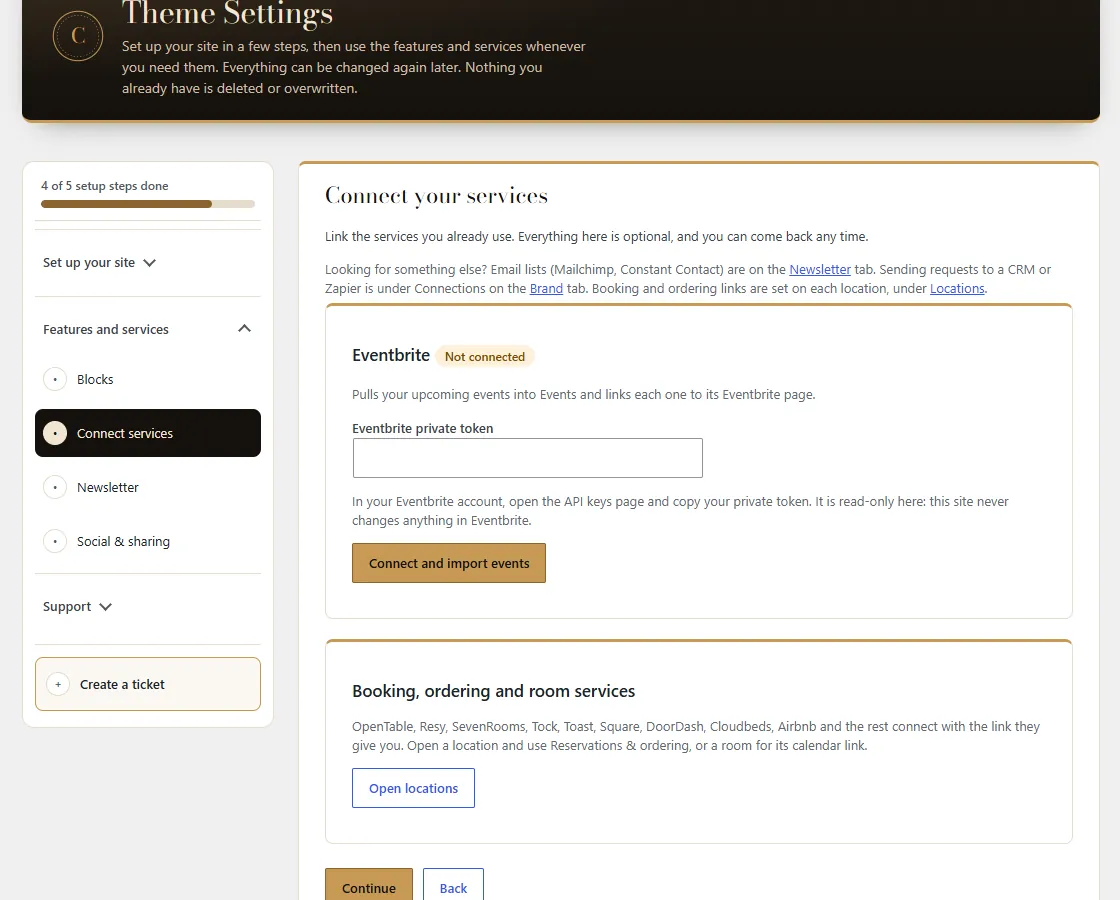 C
Theme Settings
Set up your site in a few steps, then use the features and services whenever
you need them. Everything can be changed again later. Nothing you
already have is deleted or overwritten.
4 of 5 setup steps done
Set up your site
Features and services
Blocks
Connect services
Newsletter
Social & sharing
Support
+ Create a ticket
Connect your services
Link the services you already use. Everything here is optional, and you can come back any time.
Looking for something else? Email lists (Mailchimp, Constant Contact) are on the Newsletter tab. Sending requests to a CRM or
Zapier is under Connections on the Brand tab. Booking and ordering links are set on each location, under Locations.
Eventbrite Not connected
Pulls your upcoming events into Events and links each one to its Eventbrite page.
Eventbrite private token
In your Eventbrite account, open the API keys page and copy your private token. It is read-only here: this site never
changes anything in Eventbrite.
Connect and import events
Booking, ordering and room services
OpenTable, Resy, SevenRooms, Tock, Toast, Square, DoorDash, Cloudbeds, Airbnb and the rest connect with the link they
give you. Open a location and use Reservations & ordering, or a room for its calendar link.
Open locations
Continue Back